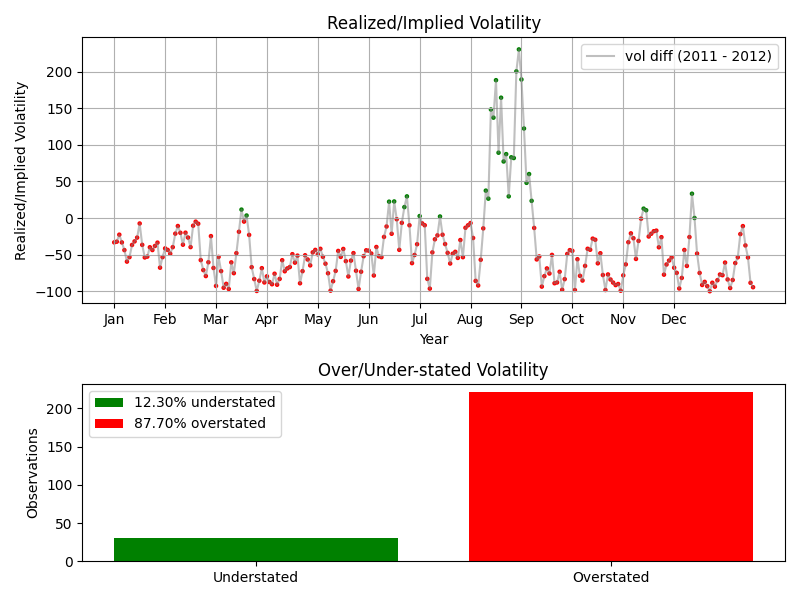 Realized/Implied Volatility
Realized/Implied Volatility
200
150
100
50
0
−50
−100
vol diff (2011 - 2012)
Jan Feb Mar Apr May Jun Jul Aug Sep Oct Nov Dec
Year
Over/Under-stated Volatility
Observations
200
150
100
50
0
12.30% understated
87.70% overstated
Understated Overstated